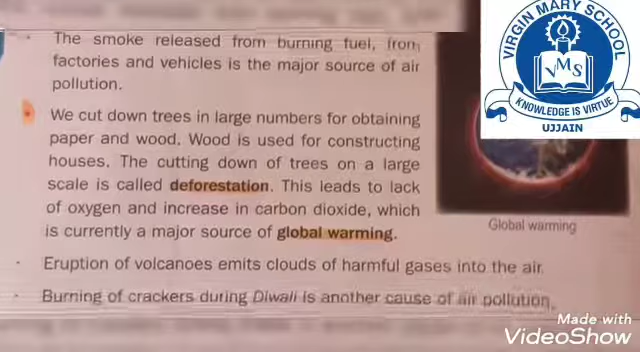 The smoke released from burning fuel, from
factories and vehicles is the major source of air
pollution.
We cut down trees in large numbers for obtaining
paper and wood. Wood is used for constructing
houses. The cutting down of trees on a large
scale is called deforestation. This leads to lack
of oxygen and increase in carbon dioxide, which
is currently a major source of global warming.
Eruption of volcanoes emits clouds of harmful gases into the air.
Burning of crackers during Diwali is another cause of air pollution.
Global warming
VIRGIN MARY SCHOOL
VMS
KNOWLEDGE IS VIRTUE
UJJAIN
Made with
VideoShow